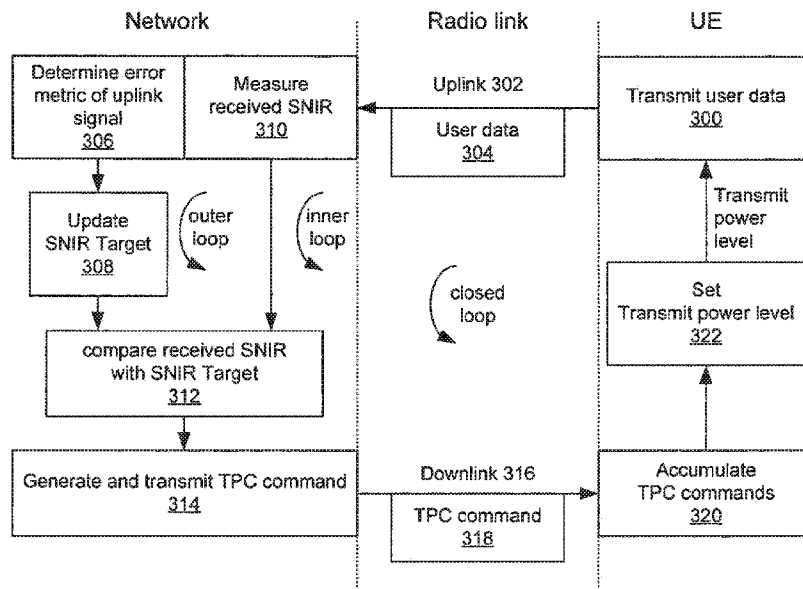 Network
Radio link
UE
Determine error
metric of uplink
signal
306
Measure
received SNIR
310
Uplink 302
User data
304
Transmit user data
300
Update
SNIR Target
308
outer
loop
inner
loop
closed
loop
Transmit
power
level
Set
Transmit power level
322
compare received SNIR
with SNIR Target
312
Generate and transmit TPC command
314
Downlink 316
TPC command
318
Accumulate
TPC commands
320